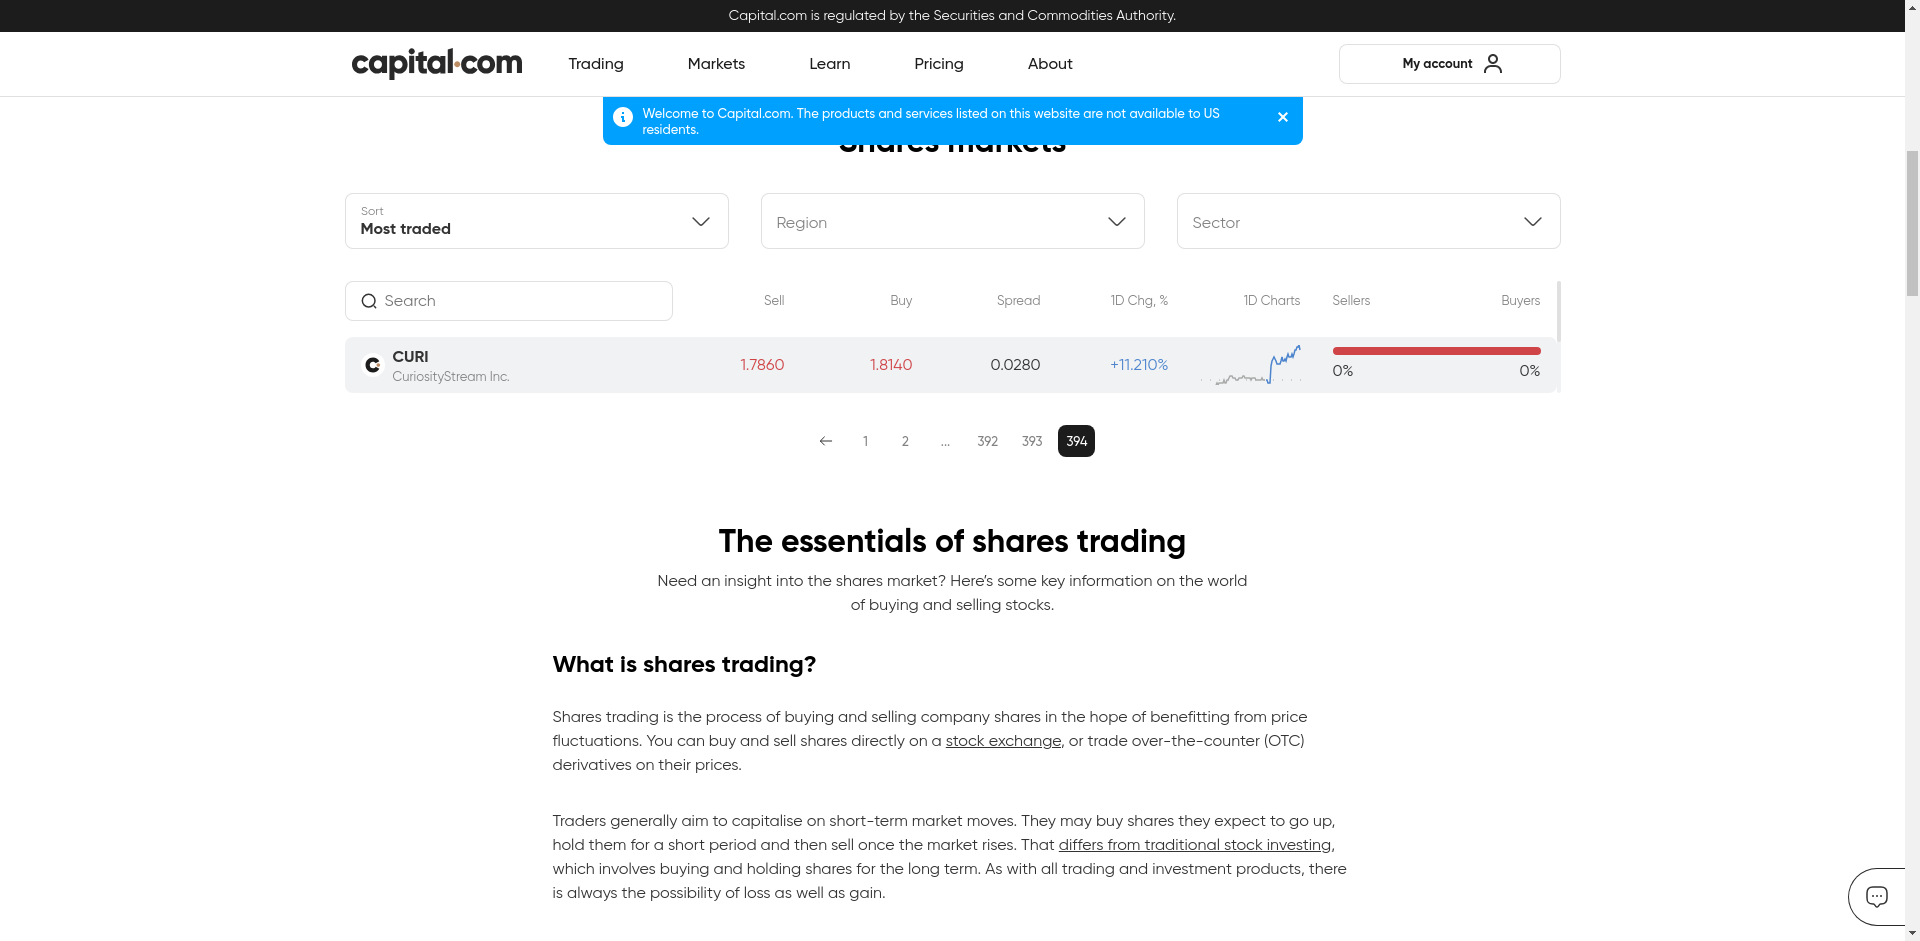 Capital.com is regulated by the Securities and Commodities Authority.
capital.com
Trading
Markets
Learn
Pricing
About
My account
Welcome to Capital.com. The products and services listed on this website are not available to US
residents.
Shares markets
Sort
Most traded
Region
Sector
Search
Sell
Buy
Spread
1D Chg, %
1D Charts
Sellers
Buyers
CURI
CuriosityStream Inc.
1.7860
1.8140
0.0280
+11.210%
0%
0%
1
2
...
392
393
394
The essentials of shares trading
Need an insight into the shares market? Here’s some key information on the world
of buying and selling stocks.
What is shares trading?
Shares trading is the process of buying and selling company shares in the hope of benefitting from price
fluctuations. You can buy and sell shares directly on a stock exchange, or trade over-the-counter (OTC)
derivatives on their prices.
Traders generally aim to capitalise on short-term market moves. They may buy shares they expect to go up,
hold them for a short period and then sell once the market rises. That differs from traditional stock investing,
which involves buying and holding shares for the long term. As with all trading and investment products, there
is always the possibility of loss as well as gain.